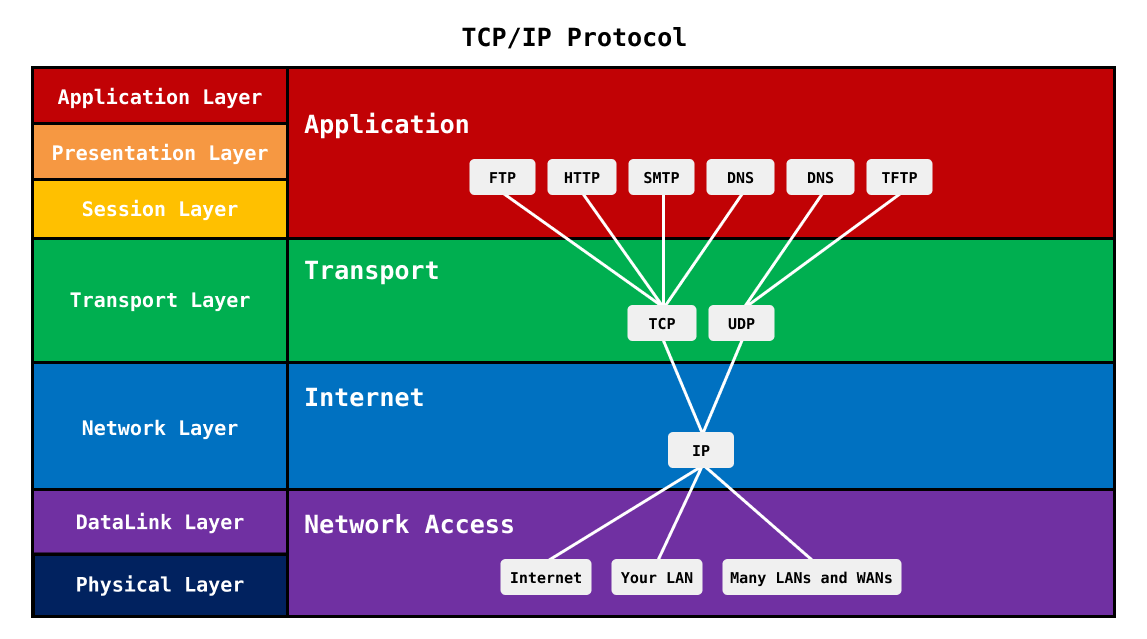 TCP/IP Protocol
Application Layer
Presentation Layer
Session Layer
Application
FTP HTTP SMTP DNS DNS TFTP
Transport Layer
Transport
TCP UDP
Network Layer
Internet
IP
DataLink Layer
Physical Layer
Network Access
Internet Your LAN Many LANs and WANs